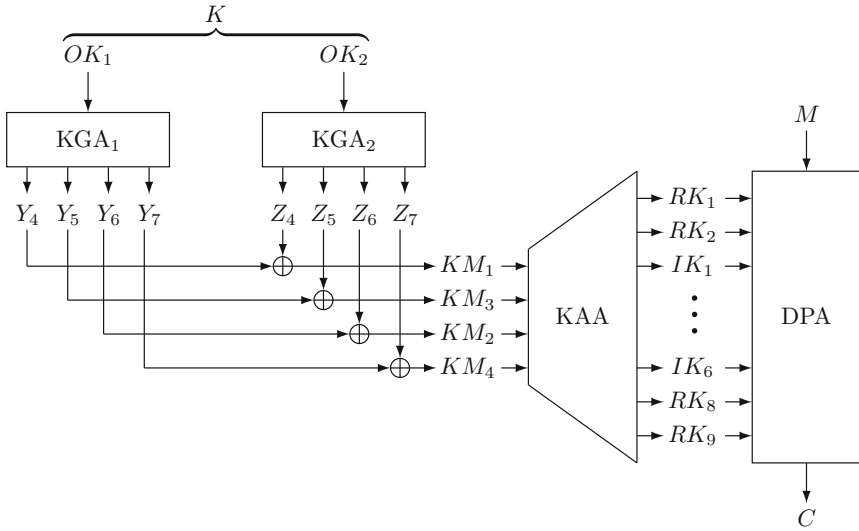 K
OK₁ OK₂
KGA₁ KGA₂
M
Y₄ Y₅ Y₆ Y₇ Z₄ Z₅ Z₆ Z₇ RK₁
RK₂
KM₁ IK₁
KM₃
KAA DPA
KM₂
KM₄ IK₆
RK₈
RK₉
C